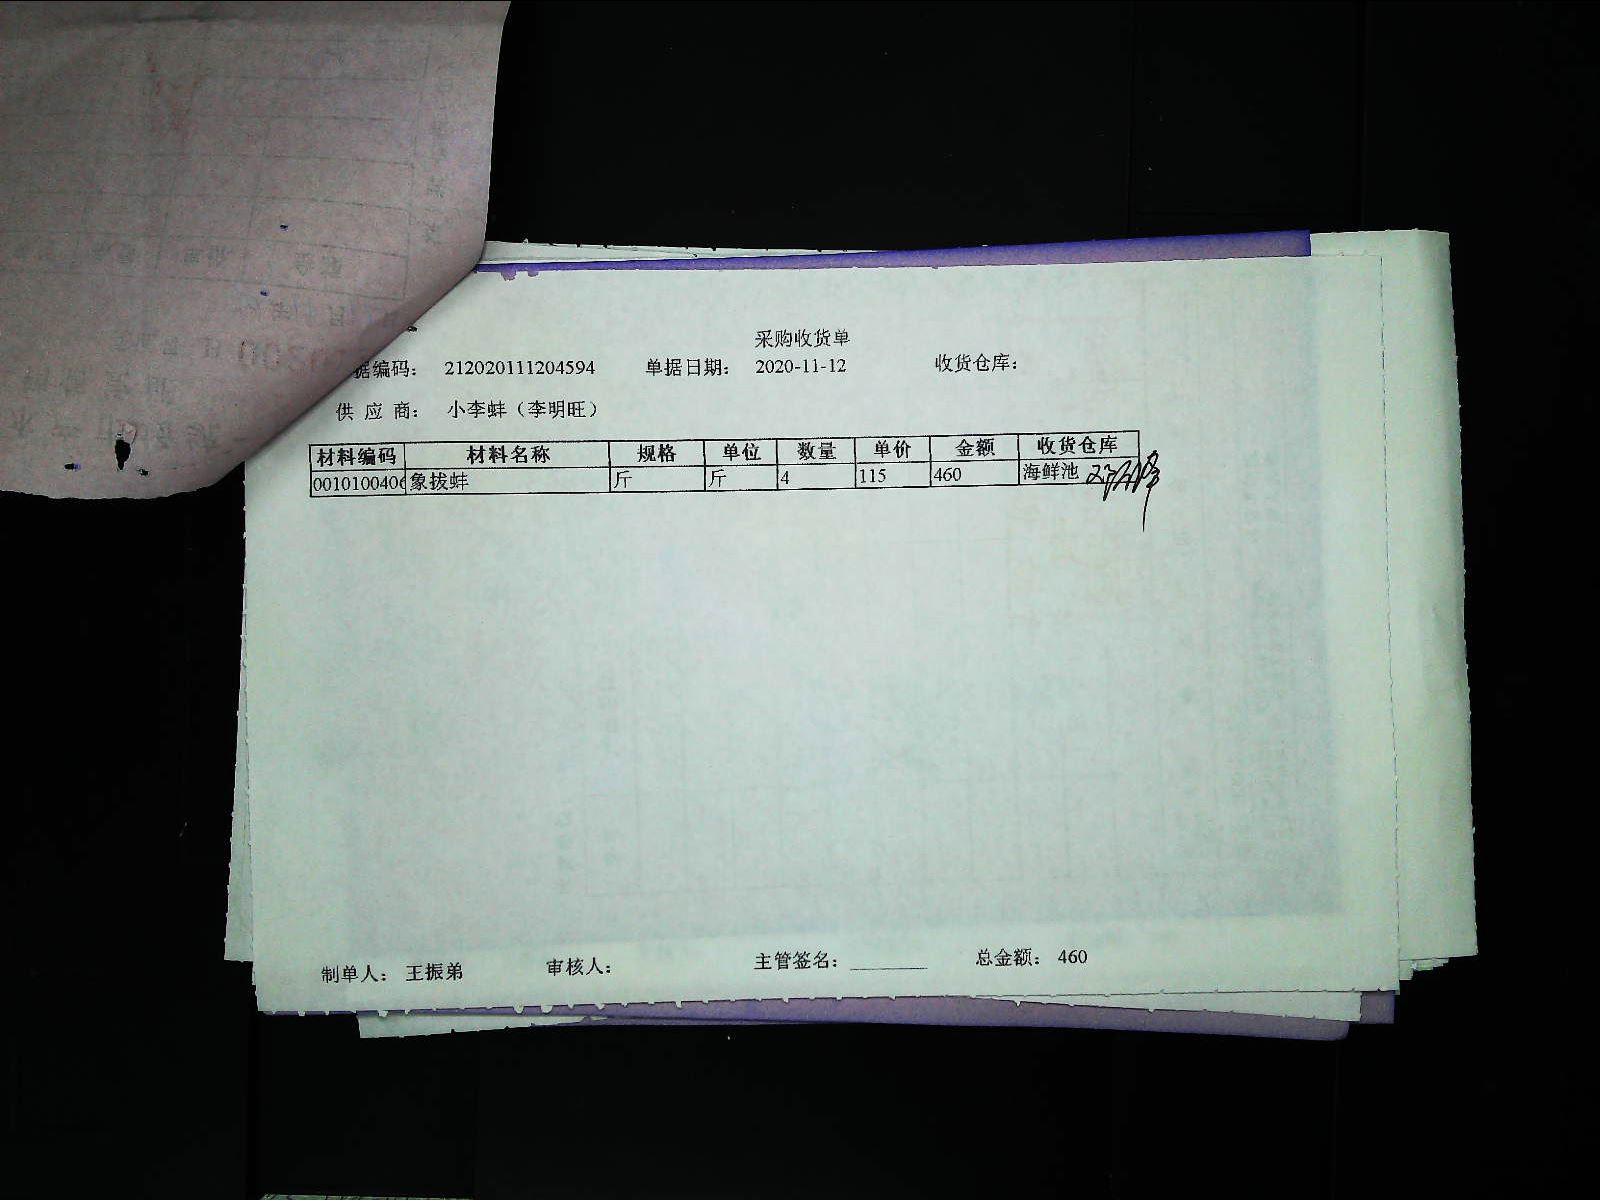 采购收货单
据编码： 212020111204594 单据日期： 2020-11-12 收货仓库：
供 应 商： 小李蚌（李明旺）
材料编码 材料名称 规格 单位 数量 单价 金额 收货仓库
0010100406 象拔蚌 斤 斤 4 115 460 海鲜池
制单人： 王振弟 审核人： 主管签名： ________ 总金额： 460